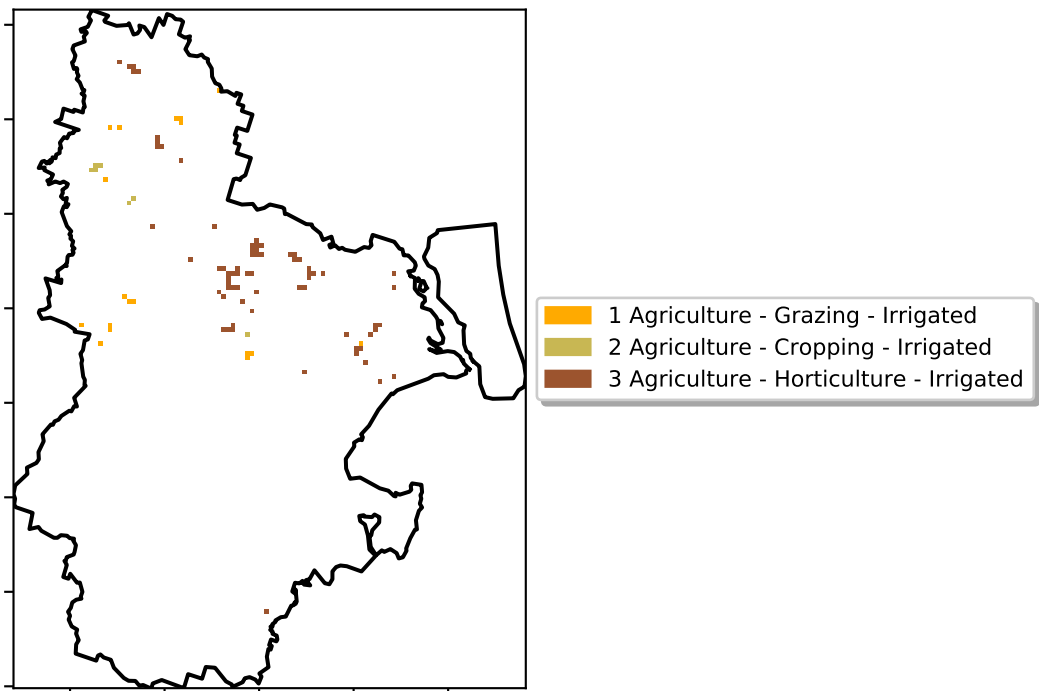 1 Agriculture - Grazing - Irrigated
2 Agriculture - Cropping - Irrigated
3 Agriculture - Horticulture - Irrigated